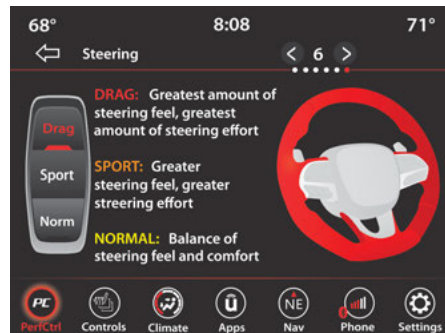 68° 8:08 71°
Steering < 6 >
DRAG: Greatest amount of
steering feel, greatest
amount of steering effort
Drag
Sport
Norm
SPORT: Greater
steering feel, greater
streering effort
NORMAL: Balance of
steering feel and comfort
PC û NE
PerfCtrl Controls Climate Apps Nav Phone Settings